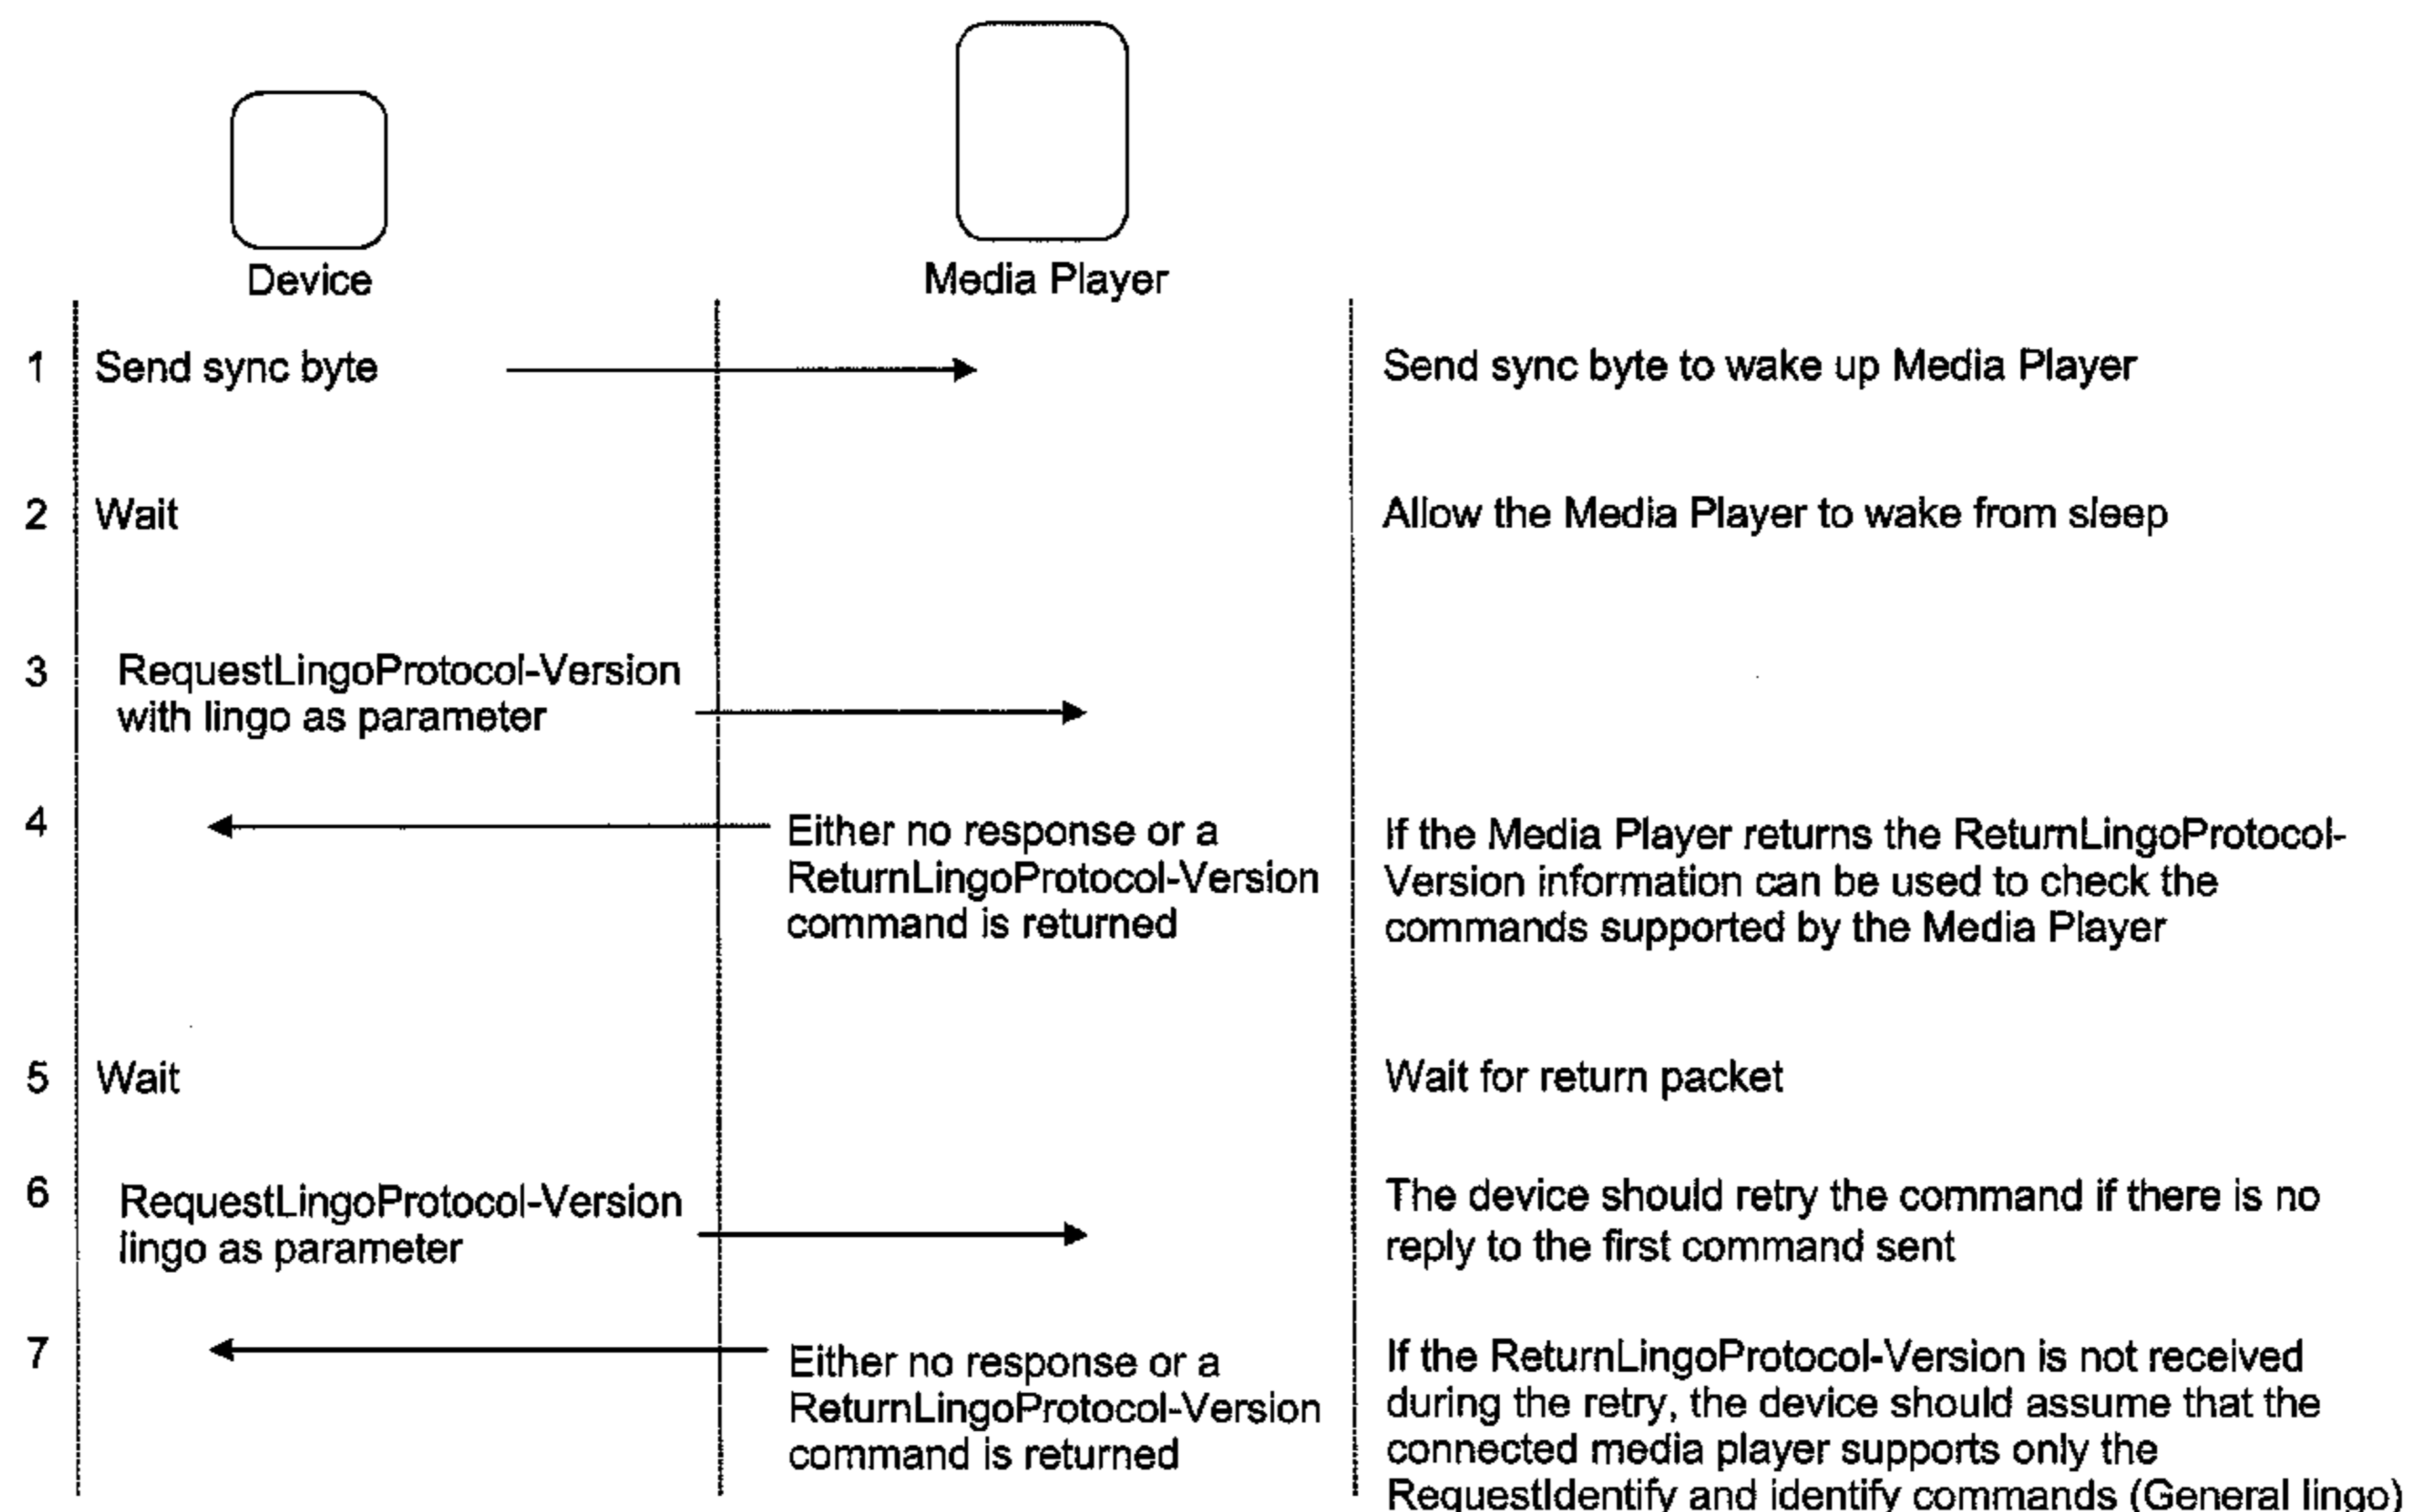 Device
Media Player
1 Send sync byte Send sync byte to wake up Media Player
2 Wait Allow the Media Player to wake from sleep
3 RequestLingoProtocol-Version
with lingo as parameter
4 Either no response or a
ReturnLingoProtocol-Version
command is returned
If the Media Player returns the ReturnLingoProtocol-
Version information can be used to check the
commands supported by the Media Player
5 Wait Wait for return packet
6 RequestLingoProtocol-Version
lingo as parameter
The device should retry the command if there is no
reply to the first command sent
7 Either no response or a
ReturnLingoProtocol-Version
command is returned
If the ReturnLingoProtocol-Version is not received
during the retry, the device should assume that the
connected media player supports only the
RequestIdentify and identify commands (General lingo)